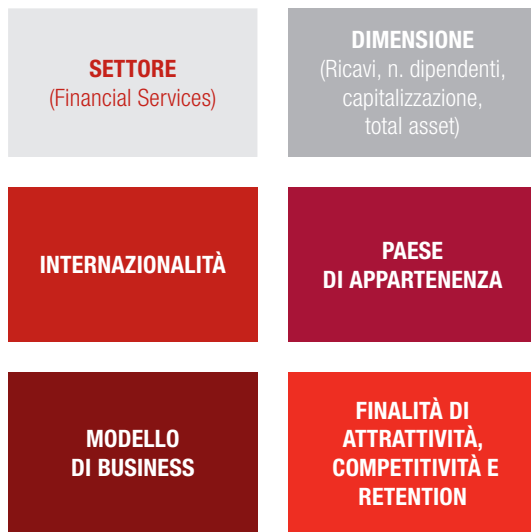 SETTORE
(Financial Services)
DIMENSIONE
(Ricavi, n. dipendenti,
capitalizzazione,
total asset)
INTERNAZIONALITÀ
PAESE
DI APPARTENENZA
MODELLO
DI BUSINESS
FINALITÀ DI
ATTRATTIVITÀ,
COMPETITIVITÀ E
RETENTION